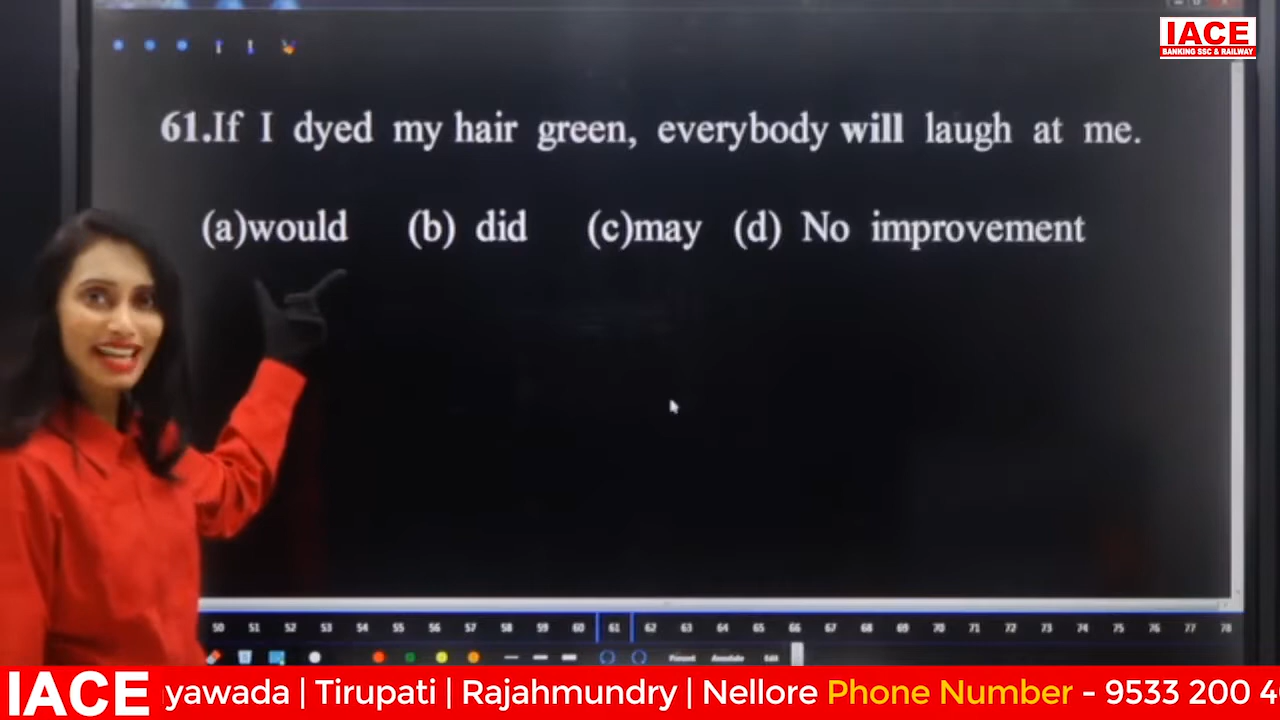 IACE
BANKING SSC & RAILWAY
61.If I dyed my hair green, everybody will laugh at me.
(a)would (b) did (c)may (d) No improvement
50 51 52 53 54 55 56 57 58 59 60 61 62 63 64 65 66 67 68 69 70 71 72 73 74 75 76 77 78
Present Annotate Edit
IACE yawada | Tirupati | Rajahmundry | Nellore Phone Number - 9533 200 4